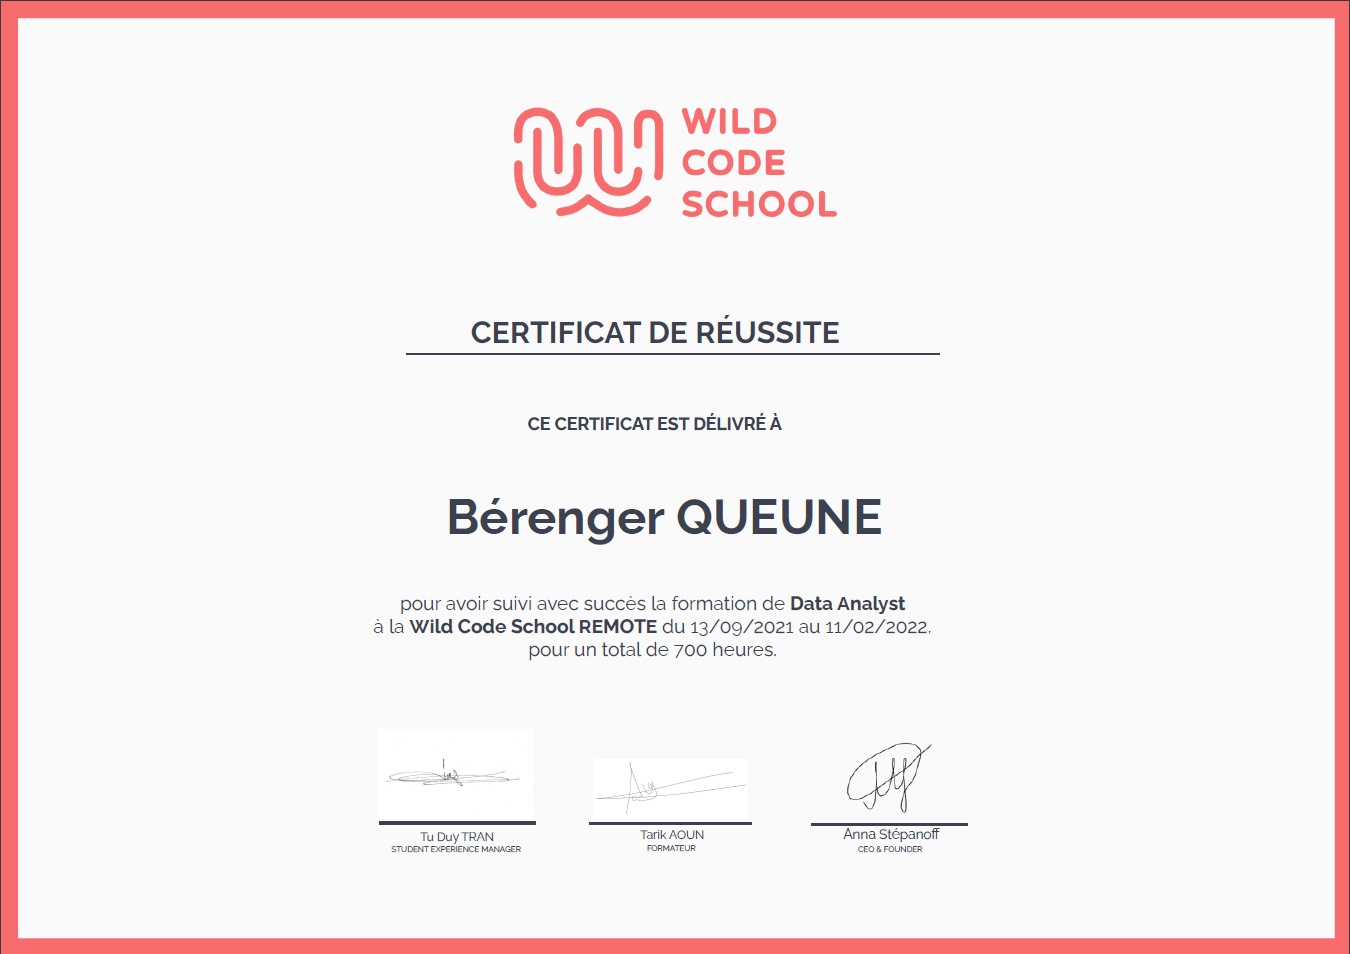 WILD
CODE
SCHOOL
CERTIFICAT DE RÉUSSITE
CE CERTIFICAT EST DÉLIVRÉ À
Bérenger QUEUNE
pour avoir suivi avec succès la formation de Data Analyst
à la Wild Code School REMOTE du 13/09/2021 au 11/02/2022,
pour un total de 700 heures.
Tu Duy TRAN
STUDENT EXPERIENCE MANAGER
Tarik AOUN
FORMATEUR
Anna Stépanoff
CEO & FOUNDER